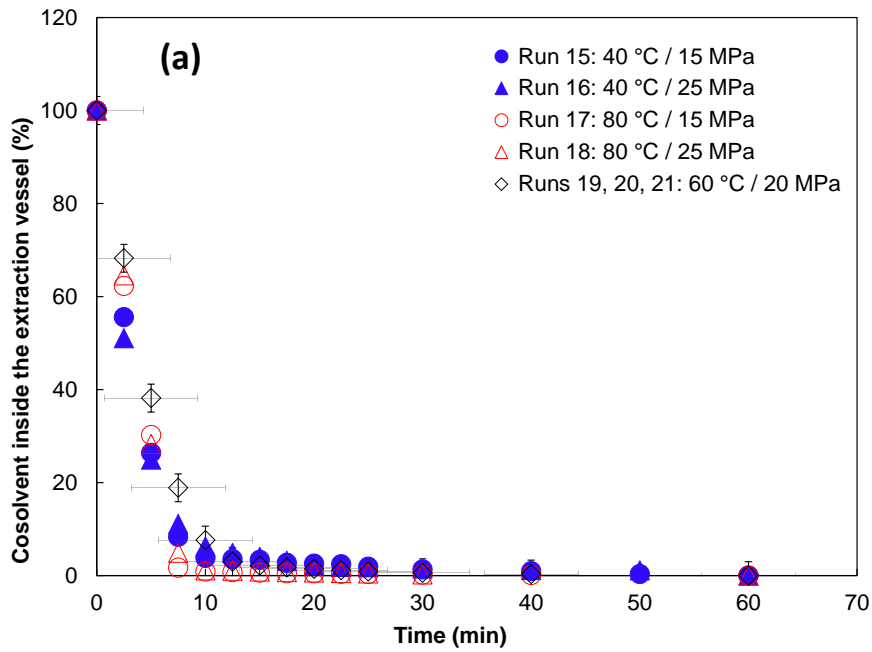 120
100
80
60
40
20
0
Cosolvent inside the extraction vessel (%)
(a)
Run 15: 40 °C / 15 MPa
Run 16: 40 °C / 25 MPa
Run 17: 80 °C / 15 MPa
Run 18: 80 °C / 25 MPa
Runs 19, 20, 21: 60 °C / 20 MPa
0 10 20 30 40 50 60 70
Time (min)